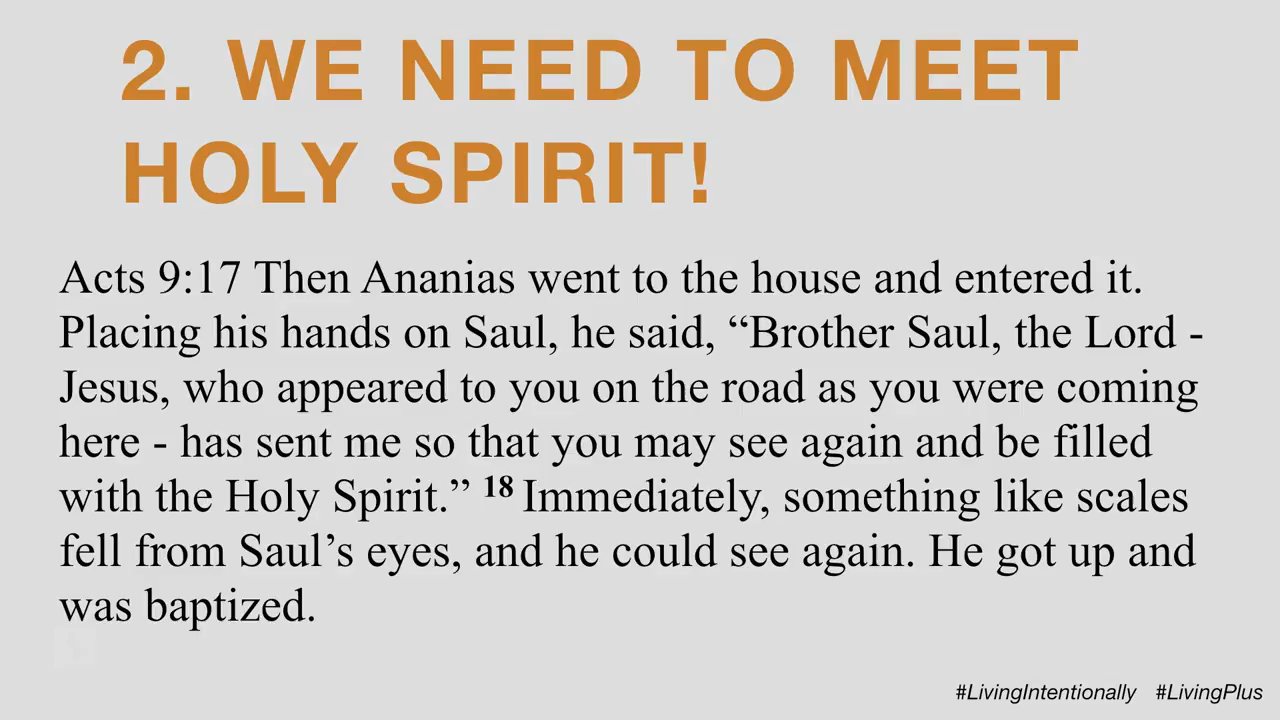 2. WE NEED TO MEET
HOLY SPIRIT!
Acts 9:17 Then Ananias went to the house and entered it.
Placing his hands on Saul, he said, “Brother Saul, the Lord -
Jesus, who appeared to you on the road as you were coming
here - has sent me so that you may see again and be filled
with the Holy Spirit.” 18 Immediately, something like scales
fell from Saul’s eyes, and he could see again. He got up and
was baptized.
#LivingIntentionally #LivingPlus